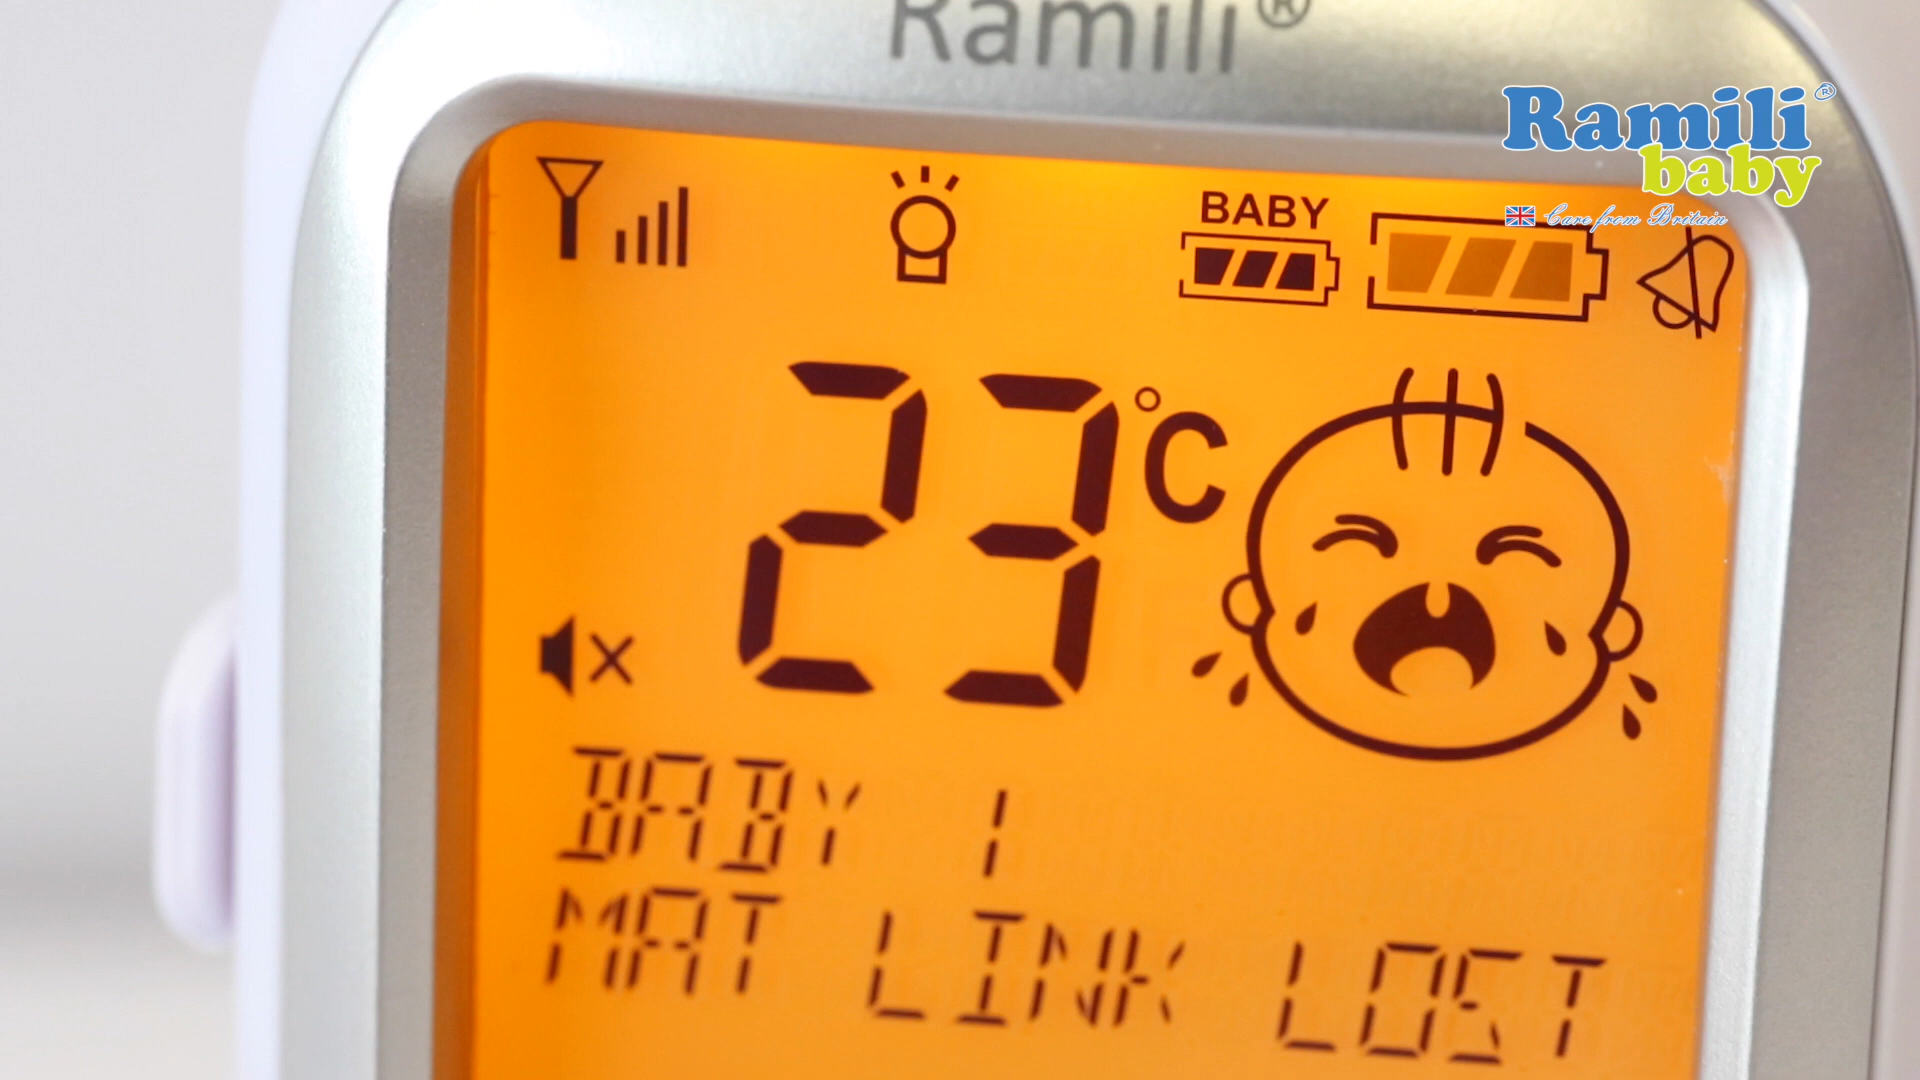 Ramili®
Ramili®
baby
Care from Britain
BABY
23°C
BABY 1
MAT LINK LOST